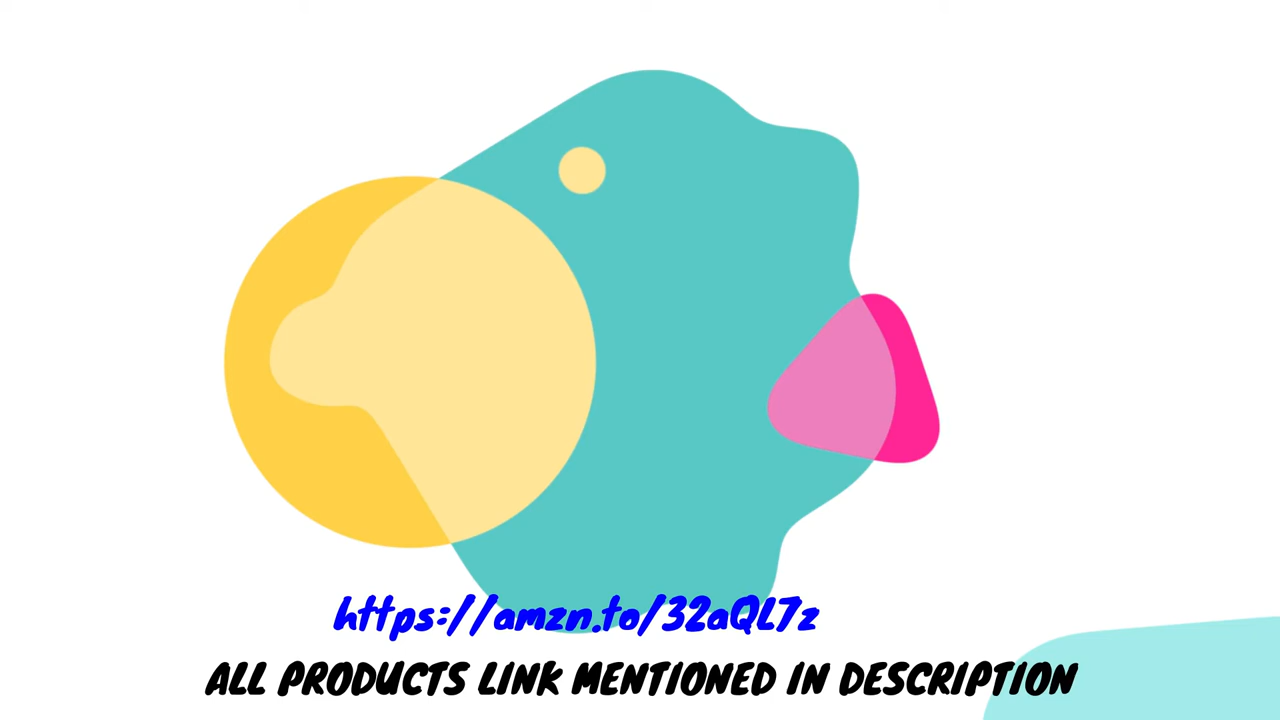 https://amzn.to/32aQL7z
ALL PRODUCTS LINK MENTIONED IN DESCRIPTION